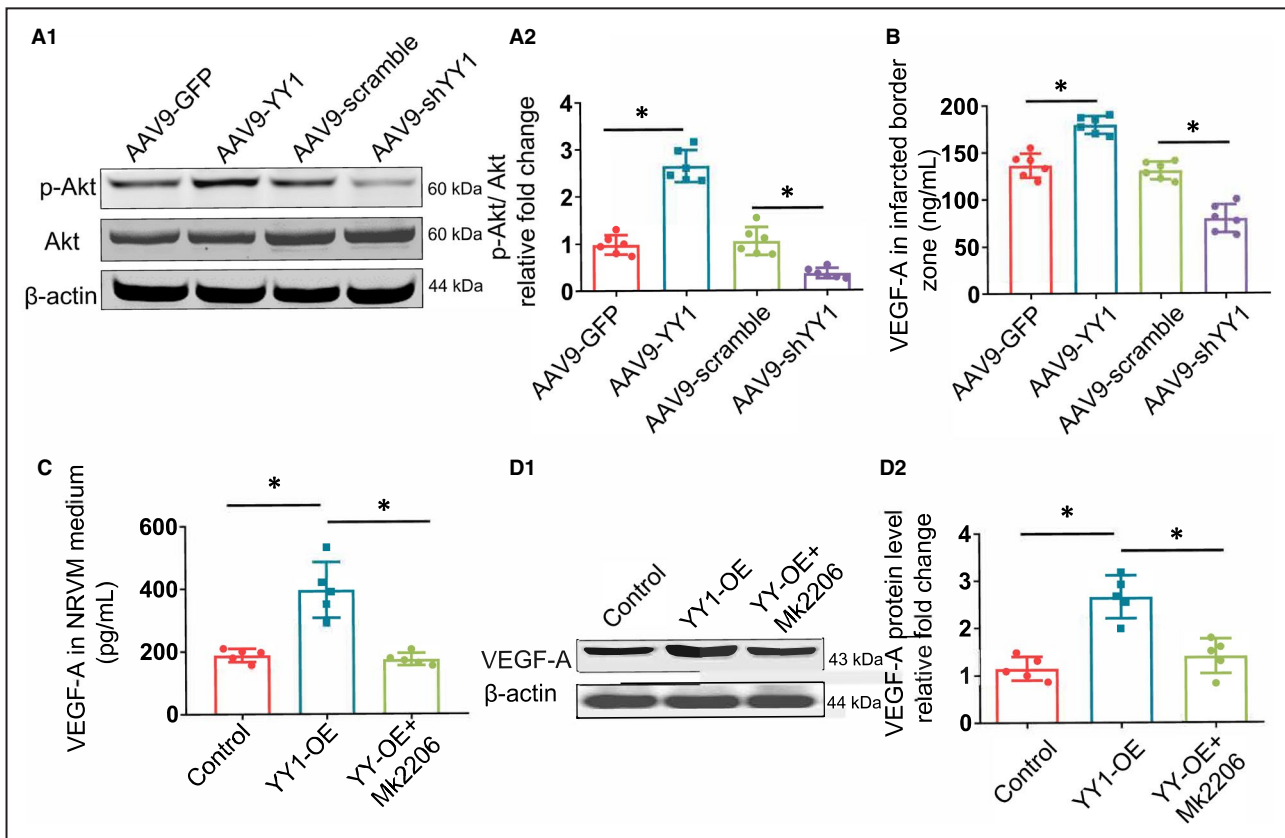 A1
AAV9-GFP
AAV9-YY1
AAV9-scramble
AAV9-shYY1
p-Akt
60 kDa
Akt
60 kDa
β-actin
44 kDa
A2
p-Akt/ Akt
relative fold change
4
3
2
1
0
*
*
AAV9-GFP
AAV9-YY1
AAV9-scramble
AAV9-shYY1
B
VEGF-A in infarcted border
zone (ng/mL)
200
150
100
50
0
*
*
AAV9-GFP
AAV9-YY1
AAV9-scramble
AAV9-shYY1
C
VEGF-A in NRVM medium
(pg/mL)
600
400
200
0
*
*
Control
YY1-OE
YY-OE+
Mk2206
D1
Control
YY1-OE
YY-OE+
Mk2206
VEGF-A
43 kDa
β-actin
44 kDa
D2
VEGF-A protein level
relative fold change
4
3
2
1
0
*
*
Control
YY1-OE
YY-OE+
Mk2206